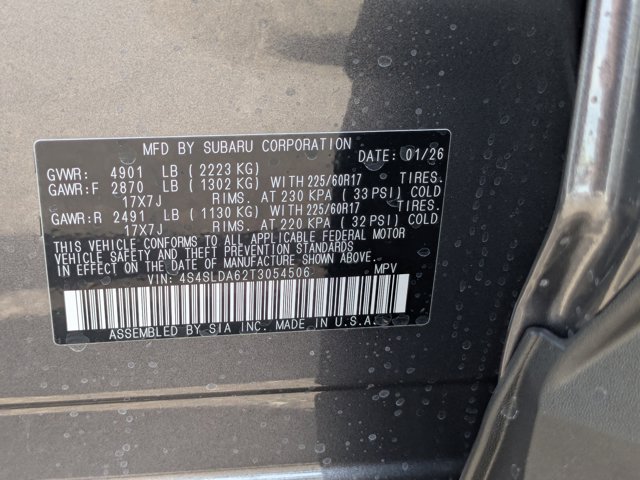 MFD BY SUBARU CORPORATION
DATE: 01/26
GVWR: 4901 LB ( 2223 KG)
GAWR:F 2870 LB ( 1302 KG) WITH 225/60R17 TIRES.
17X7J RIMS. AT 230 KPA ( 33 PSI) COLD
GAWR:R 2491 LB ( 1130 KG) WITH 225/60R17 TIRES.
17X7J RIMS. AT 220 KPA ( 32 PSI) COLD
THIS VEHICLE CONFORMS TO ALL APPLICABLE FEDERAL MOTOR
VEHICLE SAFETY AND THEFT PREVENTION STANDARDS
IN EFFECT ON THE DATE OF MANUFACTURE SHOWN ABOVE.
VIN: 4S4SLDA62T3054506 MPV
ASSEMBLED BY SIA INC. MADE IN U.S.A.